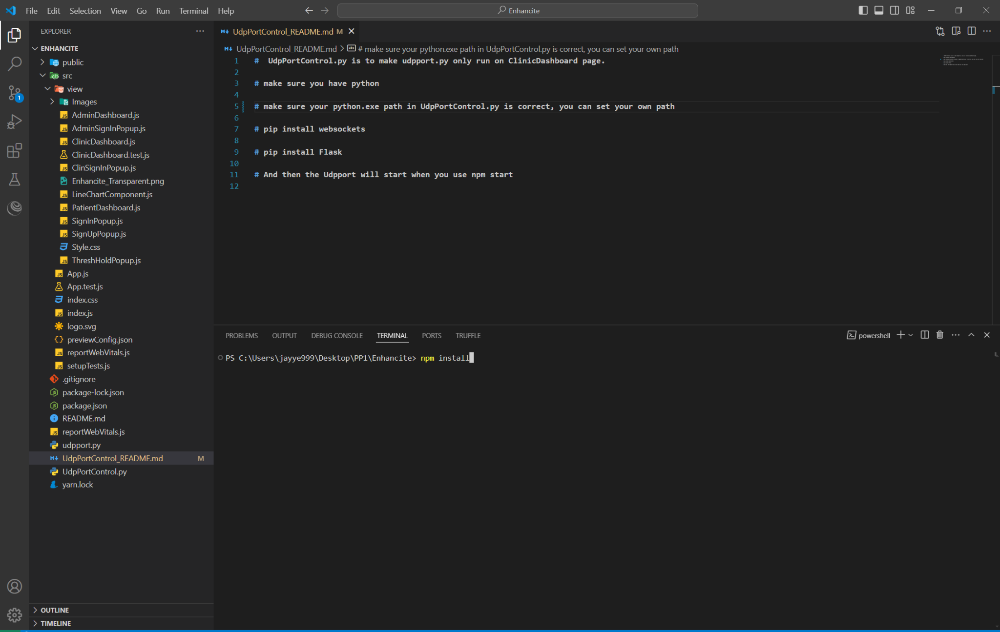 File Edit Selection View Go Run Terminal Help
Enhancite
EXPLORER
ENHANCITE
public
src
view
Images
AdminDashboard.js
AdminSignInPopup.js
ClinicDashboard.js
ClinicDashboard.test.js
ClinSignInPopup.js
Enhancite_Transparent.png
LineChartComponent.js
PatientDashboard.js
SignInPopup.js
SignUpPopup.js
Style.css
ThreshHoldPopup.js
App.js
App.test.js
index.css
index.js
logo.svg
previewConfig.json
reportWebVitals.js
setupTests.js
.gitignore
package-lock.json
package.json
README.md
reportWebVitals.js
udpport.py
UdpPortControl_README.md M
UdpPortControl.py
yarn.lock
OUTLINE
TIMELINE
1
UdpPortControl_README.md M
UdpPortControl_README.md > # make sure your python.exe path in UdpPortControl.py is correct, you can set your own path
1 #  UdpPortControl.py is to make udpport.py only run on ClinicDashboard page.
2
3 # make sure you have python
4
5 # make sure your python.exe path in UdpPortControl.py is correct, you can set your own path
6
7 # pip install websockets
8
9 # pip install Flask
10
11 # And then the Udpport will start when you use npm start
12
PROBLEMS OUTPUT DEBUG CONSOLE TERMINAL PORTS TRUFFLE
powershell
PS C:\Users\jayye999\Desktop\PP1\Enhancite> npm install